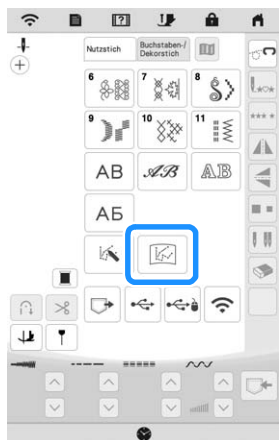 Nutzstich
Buchstaben-/
Dekorstich
6 7 8
9 10 11
AB AB AB
АБ